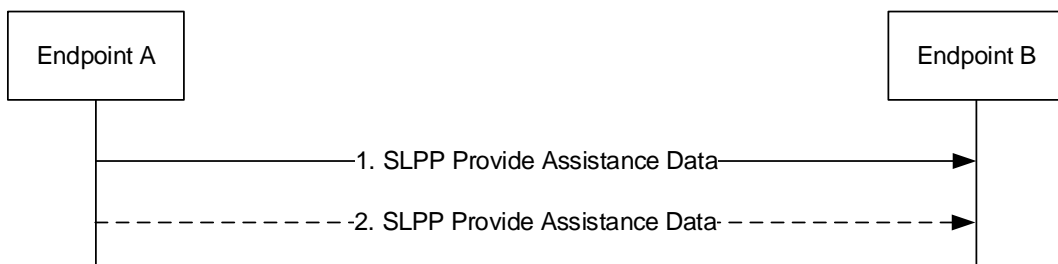 Endpoint A
Endpoint B
1. SLPP Provide Assistance Data
2. SLPP Provide Assistance Data